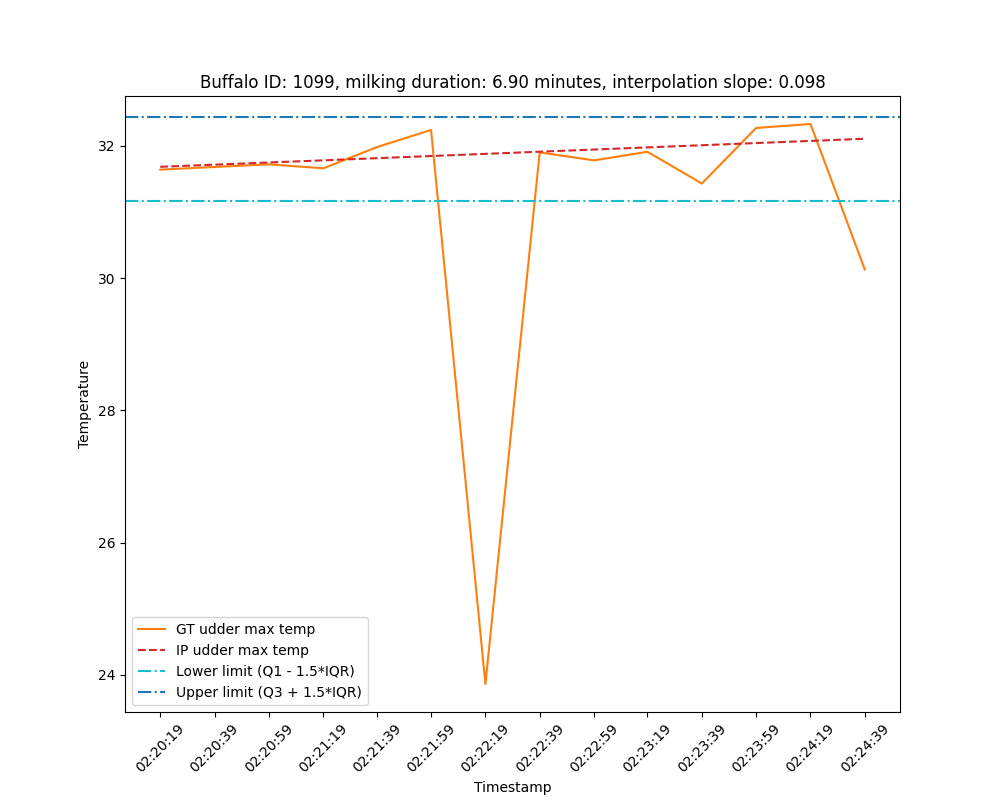 Buffalo ID: 1099, milking duration: 6.90 minutes, interpolation slope: 0.098
Temperature
32
30
28
26
24
GT udder max temp
IP udder max temp
Lower limit (Q1 - 1.5*IQR)
Upper limit (Q3 + 1.5*IQR)
02:20:19
02:20:39
02:20:59
02:21:19
02:21:39
02:21:59
02:22:19
02:22:39
02:22:59
02:23:19
02:23:39
02:23:59
02:24:19
02:24:39
Timestamp